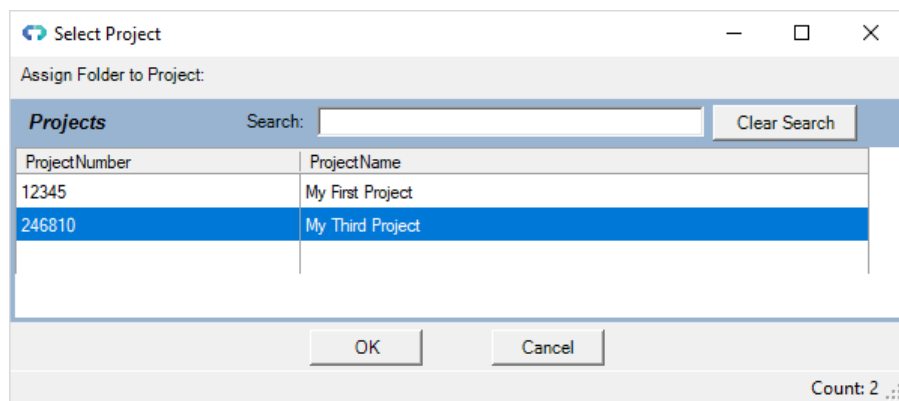 Select Project
Assign Folder to Project:
Projects Search: Clear Search
ProjectNumber ProjectName
12345 My First Project
246810 My Third Project
OK Cancel
Count: 2